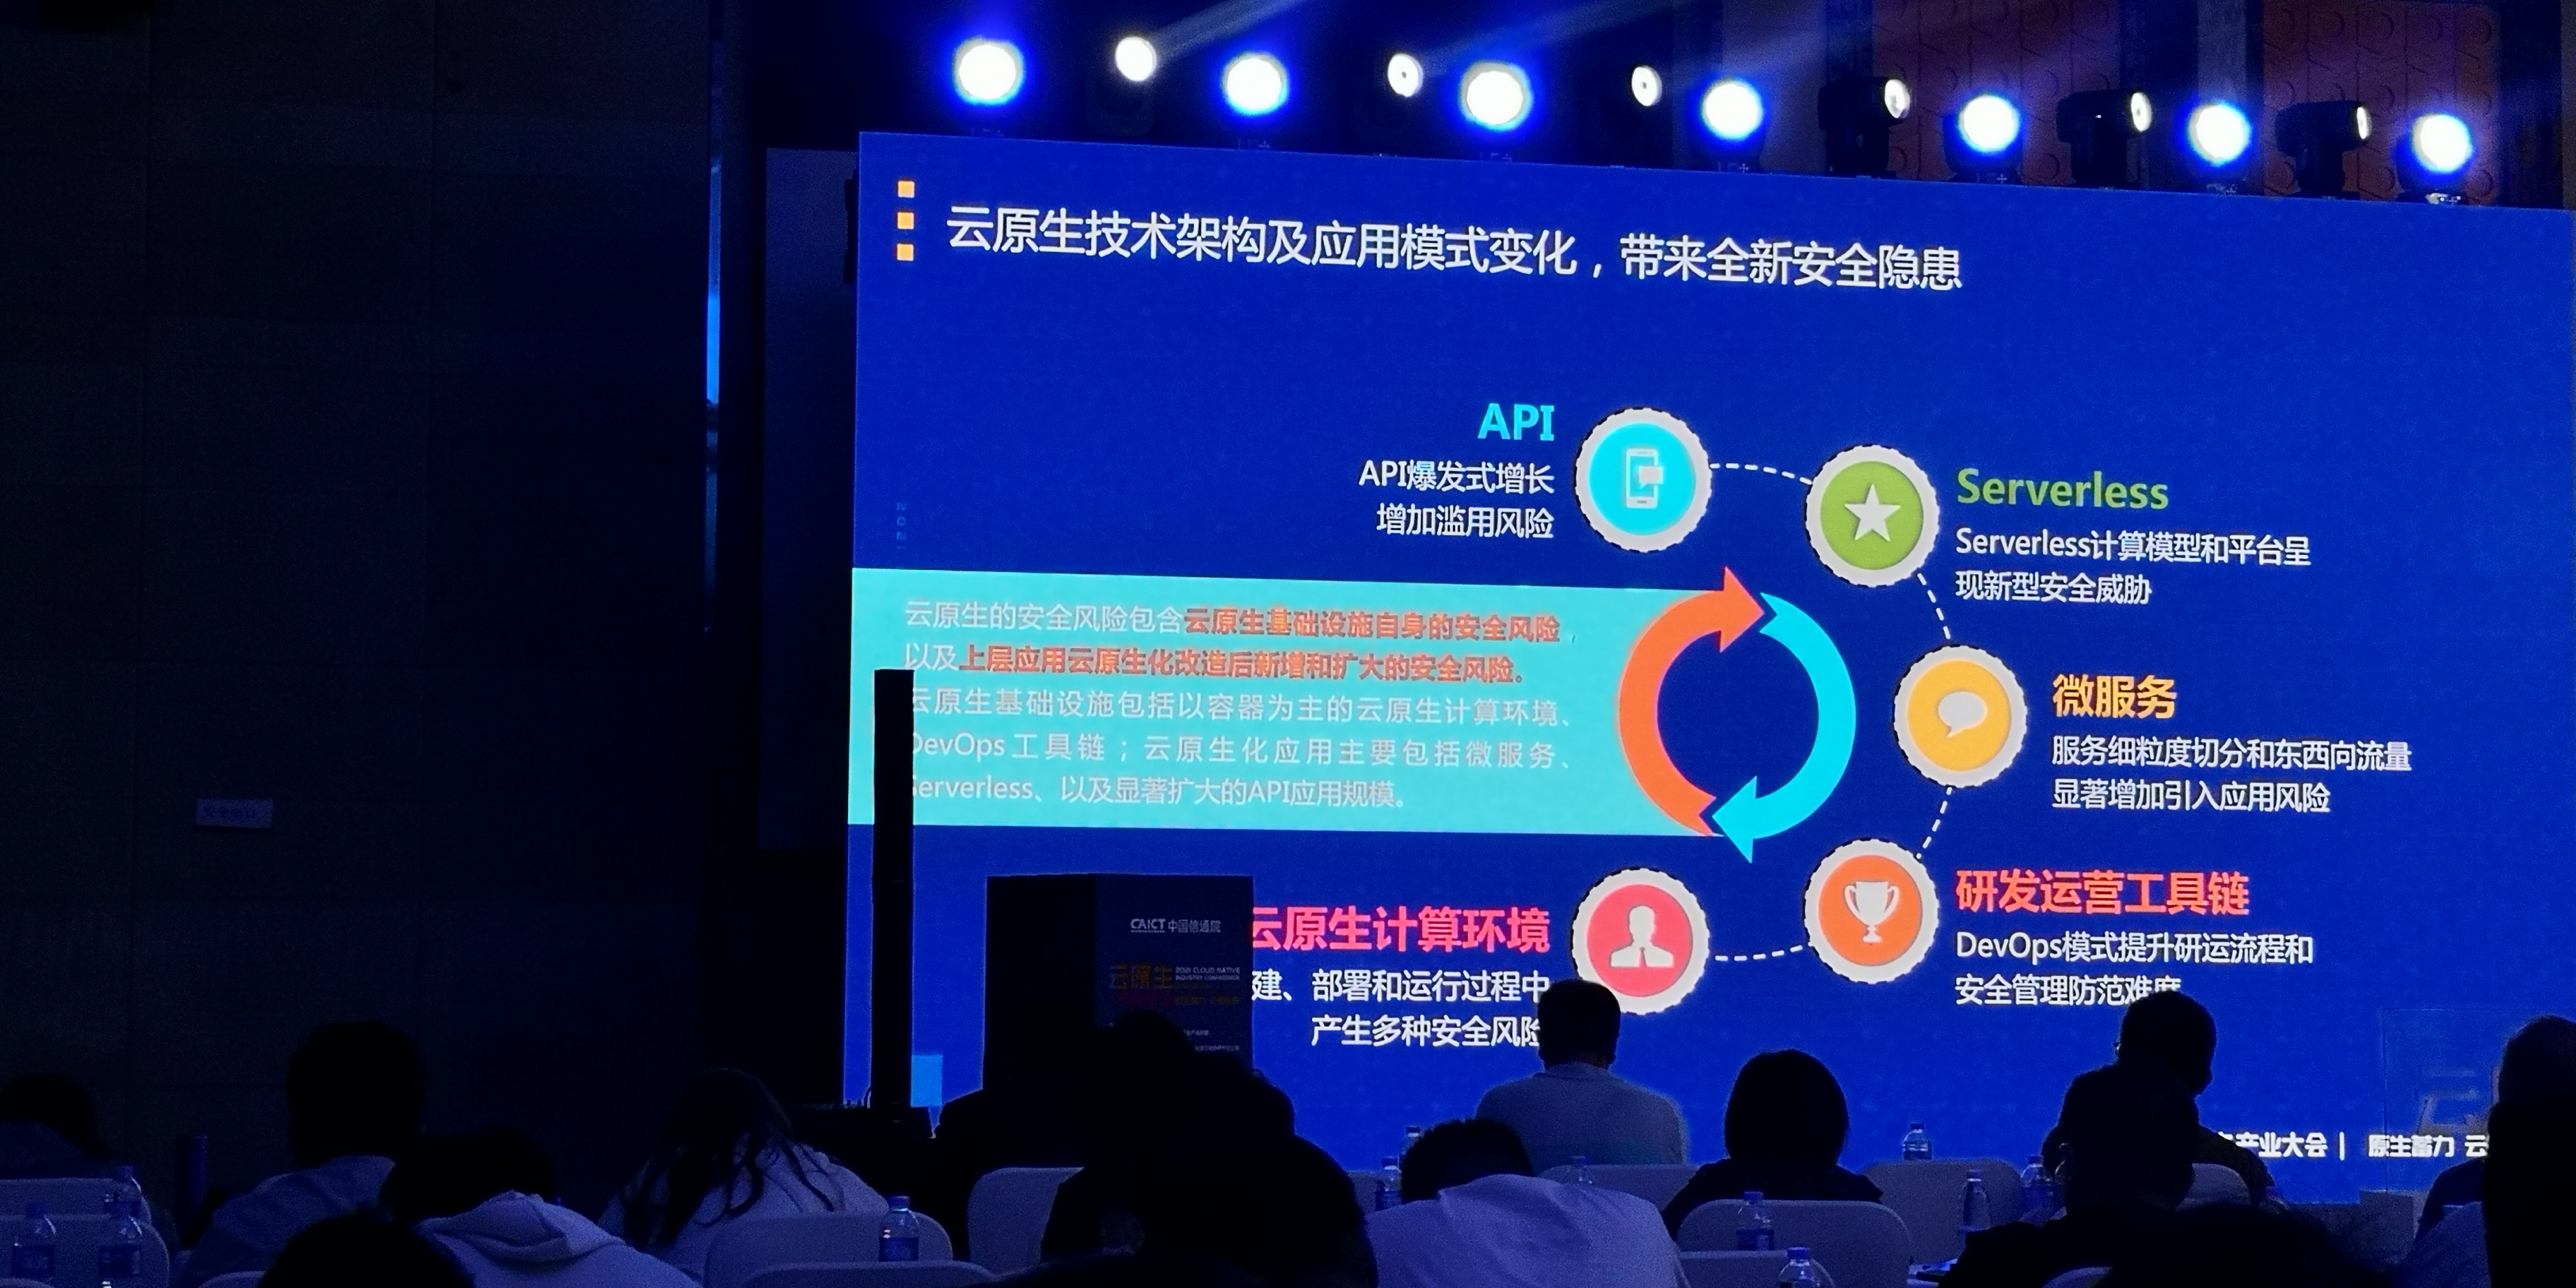 云原生技术架构及应用模式变化，带来全新安全隐患
API
API爆发式增长
增加滥用风险
Serverless
Serverless计算模型和平台呈
现新型安全威胁
云原生的安全风险包含云原生基础设施自身的安全风险，
以及上层应用云原生化改造后新增和扩大的安全风险。
云原生基础设施包括以容器为主的云原生计算环境、
DevOps工具链；云原生化应用主要包括微服务、
Serverless、以及显著扩大的API应用规模。
微服务
服务细粒度切分和东西向流量
显著增加引入应用风险
研发运营工具链
DevOps模式提升研运流程和
安全管理防范难度
云原生计算环境
建、部署和运行过程中
产生多种安全风险
CAICT 中国信通院
云原生
2021 CLOUD NATIVE
产业大会 | 原生蓄力 云